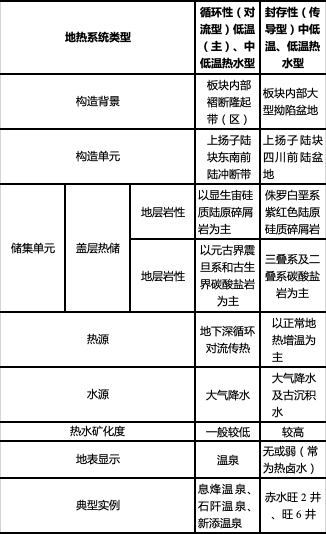 地热系统类型
循环性（对
流型）低温
（主）、中
低温热水型
封存性（传
导型）中低
温、低温热
水型
构造背景
板块内部
褶断隆起
带（区）
板块内部大
型拗陷盆地
构造单元
上扬子陆
块东南前
陆冲断带
上扬子陆块
四川前陆盆
地
储集单元
盖层热储
地层岩性
以显生宙硅
质陆原碎屑
岩为主
侏罗白垩系
紫红色陆原
硅质碎屑岩
地层岩性
以元古界震
旦系和古生
界碳酸盐岩
为主
三叠系及二
叠系碳酸盐
岩为主
热源
地下深循环
对流传热
以正常地
热增温为
主
水源
大气降水
大气降水
及古沉积
水
热水矿化度
一般较低
较高
地表显示
温泉
无或弱（常
为热卤水）
典型实例
息烽温泉、
石阡温泉、
新添温泉
赤水旺 2 井
、旺 6 井